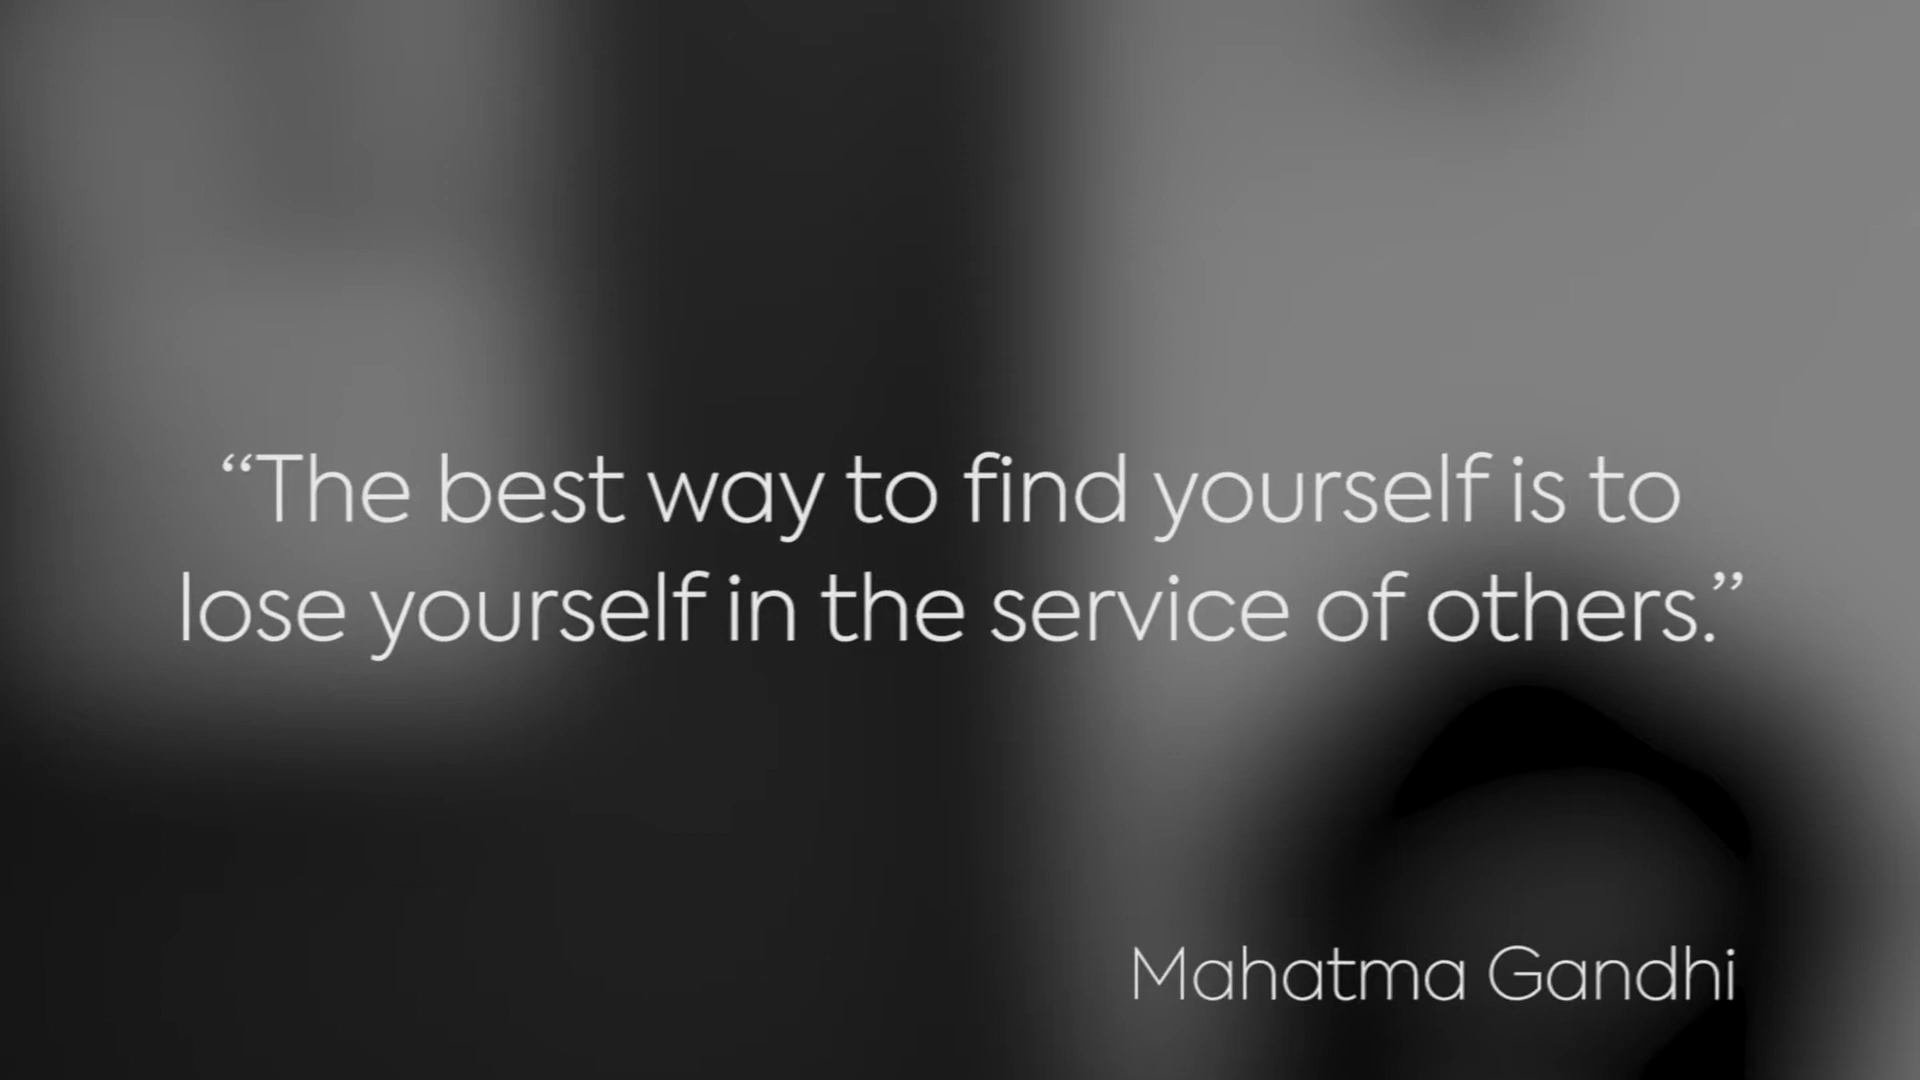 “The best way to find yourself is to
lose yourself in the service of others.”
Mahatma Gandhi